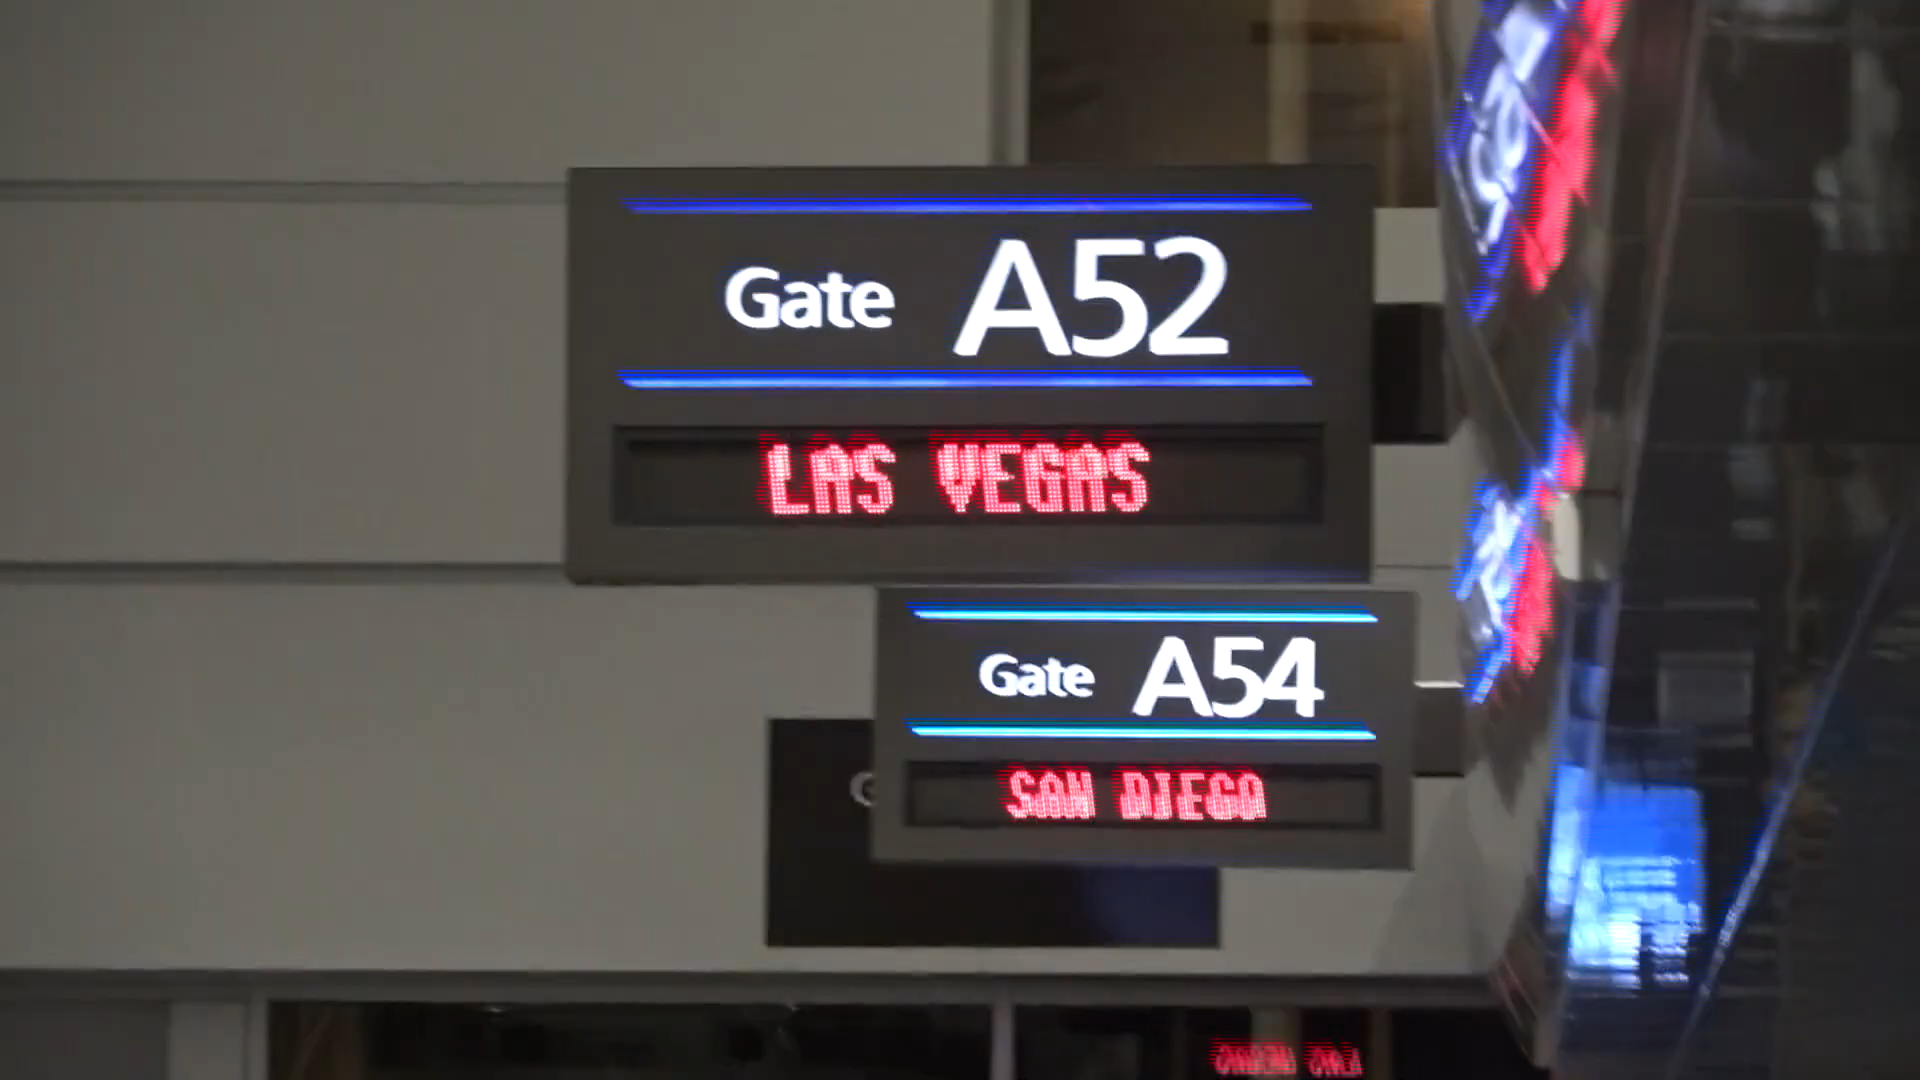 Gate A52
LAS VEGAS
Gate A54
SAN DIEGO
G